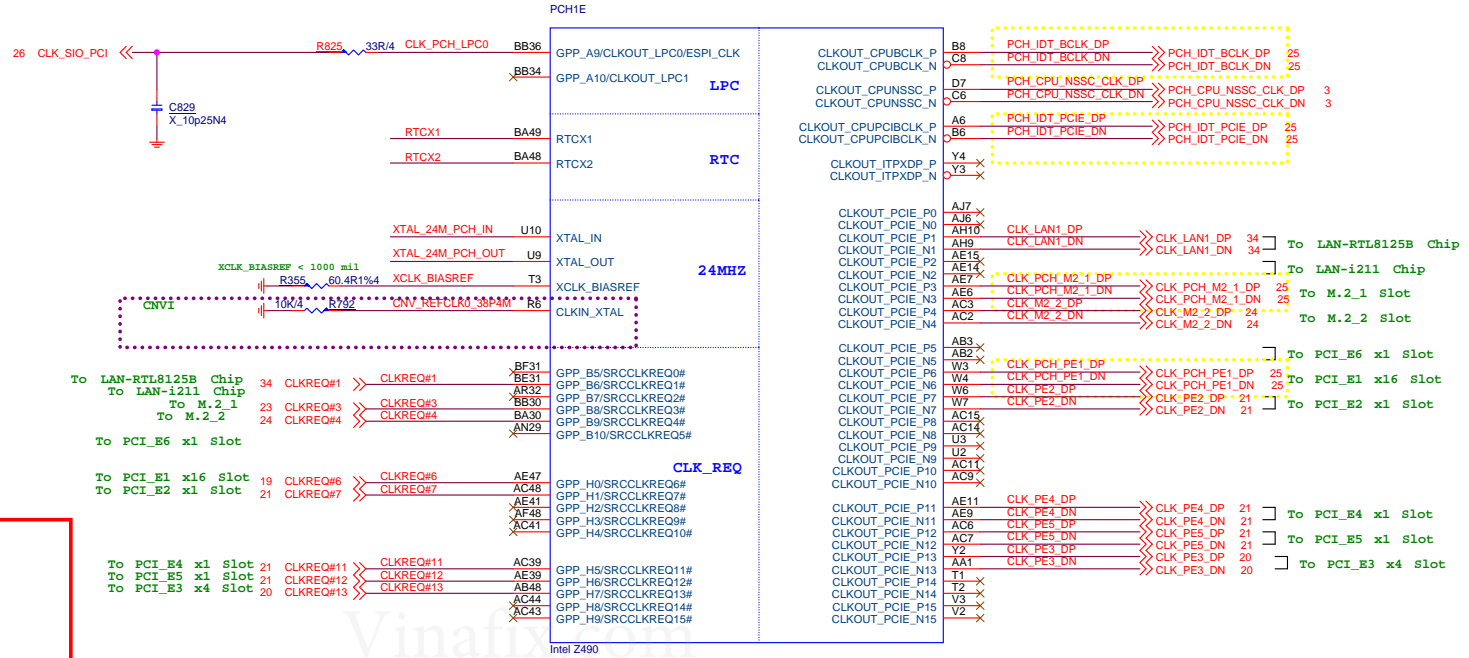 PCH1E
26 CLK_SIO_PCI
R825 33R/4 CLK_PCH_LPC0 BB36 GPP_A9/CLKOUT_LPC0/ESPI_CLK
BB34 GPP_A10/CLKOUT_LPC1
LPC
C829
X_10p25N4
RTCX1 BA49 RTCX1
RTCX2 BA48 RTCX2
RTC
XTAL_24M_PCH_IN U10 XTAL_IN
XTAL_24M_PCH_OUT U9 XTAL_OUT
24MHZ
XCLK_BIASREF < 1000 mil
R355 60.4R1%4 XCLK_BIASREF T3 XCLK_BIASREF
CNVI 10K/4 R792 CNV_REFCLK0_38P4M R6 CLKIN_XTAL
BF31 GPP_B5/SRCCLKREQ0#
To LAN-RTL8125B Chip 34 CLKREQ#1 CLKREQ#1 BE31 GPP_B6/SRCCLKREQ1#
To LAN-i211 Chip AR32 GPP_B7/SRCCLKREQ2#
To M.2_1 23 CLKREQ#3 CLKREQ#3 BB30 GPP_B8/SRCCLKREQ3#
To M.2_2 24 CLKREQ#4 CLKREQ#4 BA30 GPP_B9/SRCCLKREQ4#
To PCI_E6 x1 Slot AN29 GPP_B10/SRCCLKREQ5#
CLK_REQ
To PCI_E1 x16 Slot 19 CLKREQ#6 CLKREQ#6 AE47 GPP_H0/SRCCLKREQ6#
To PCI_E2 x1 Slot 21 CLKREQ#7 CLKREQ#7 AC48 GPP_H1/SRCCLKREQ7#
AE41 GPP_H2/SRCCLKREQ8#
AF48 GPP_H3/SRCCLKREQ9#
AC41 GPP_H4/SRCCLKREQ10#
To PCI_E4 x1 Slot 21 CLKREQ#11 CLKREQ#11 AC39 GPP_H5/SRCCLKREQ11#
To PCI_E5 x1 Slot 21 CLKREQ#12 CLKREQ#12 AE39 GPP_H6/SRCCLKREQ12#
To PCI_E3 x4 Slot 20 CLKREQ#13 CLKREQ#13 AB48 GPP_H7/SRCCLKREQ13#
AC44 GPP_H8/SRCCLKREQ14#
AC43 GPP_H9/SRCCLKREQ15#
CLKOUT_CPUBCLK_P B8 PCH_IDT_BCLK_DP PCH_IDT_BCLK_DP 25
CLKOUT_CPUBCLK_N C8 PCH_IDT_BCLK_DN PCH_IDT_BCLK_DN 25
CLKOUT_CPUNSSC_P D7 PCH_CPU_NSSC_CLK_DP PCH_CPU_NSSC_CLK_DP 3
CLKOUT_CPUNSSC_N C6 PCH_CPU_NSSC_CLK_DN PCH_CPU_NSSC_CLK_DN 3
CLKOUT_CPUPCIBCLK_P A6 PCH_IDT_PCIE_DP PCH_IDT_PCIE_DP 25
CLKOUT_CPUPCIBCLK_N B6 PCH_IDT_PCIE_DN PCH_IDT_PCIE_DN 25
CLKOUT_ITPXDP_P Y4
CLKOUT_ITPXDP_N Y3
CLKOUT_PCIE_P0 AJ7
CLKOUT_PCIE_N0 AJ6
CLKOUT_PCIE_P1 AH10 CLK_LAN1_DP CLK_LAN1_DP 34 To LAN-RTL8125B Chip
CLKOUT_PCIE_N1 AH9 CLK_LAN1_DN CLK_LAN1_DN 34
CLKOUT_PCIE_P2 AE15 To LAN-i211 Chip
CLKOUT_PCIE_N2 AE14
CLKOUT_PCIE_P3 AE7 CLK_PCH_M2_1_DP CLK_PCH_M2_1_DP 25 To M.2_1 Slot
CLKOUT_PCIE_N3 AE6 CLK_PCH_M2_1_DN CLK_PCH_M2_1_DN 25
CLKOUT_PCIE_P4 AC3 CLK_M2_2_DP CLK_M2_2_DP 24 To M.2_2 Slot
CLKOUT_PCIE_N4 AC2 CLK_M2_2_DN CLK_M2_2_DN 24
CLKOUT_PCIE_P5 AB3 To PCI_E6 x1 Slot
CLKOUT_PCIE_N5 AB2
CLKOUT_PCIE_P6 W3 CLK_PCH_PE1_DP CLK_PCH_PE1_DP 25 To PCI_E1 x16 Slot
CLKOUT_PCIE_N6 W4 CLK_PCH_PE1_DN CLK_PCH_PE1_DN 25
CLKOUT_PCIE_P7 W6 CLK_PE2_DP CLK_PE2_DP 21 To PCI_E2 x1 Slot
CLKOUT_PCIE_N7 W7 CLK_PE2_DN CLK_PE2_DN 21
CLKOUT_PCIE_P8 AC15
CLKOUT_PCIE_N8 AC14
CLKOUT_PCIE_P9 U3
CLKOUT_PCIE_N9 U2
CLKOUT_PCIE_P10 AC11
CLKOUT_PCIE_N10 AC9
CLKOUT_PCIE_P11 AE11 CLK_PE4_DP CLK_PE4_DP 21 To PCI_E4 x1 Slot
CLKOUT_PCIE_N11 AE9 CLK_PE4_DN CLK_PE4_DN 21
CLKOUT_PCIE_P12 AC6 CLK_PE5_DP CLK_PE5_DP 21 To PCI_E5 x1 Slot
CLKOUT_PCIE_N12 AC7 CLK_PE5_DN CLK_PE5_DN 21
CLKOUT_PCIE_P13 Y2 CLK_PE3_DP CLK_PE3_DP 20 To PCI_E3 x4 Slot
CLKOUT_PCIE_N13 AA1 CLK_PE3_DN CLK_PE3_DN 20
CLKOUT_PCIE_P14 T1
CLKOUT_PCIE_N14 T2
CLKOUT_PCIE_P15 V3
CLKOUT_PCIE_N15 V2
Vinafix.com
Intel Z490